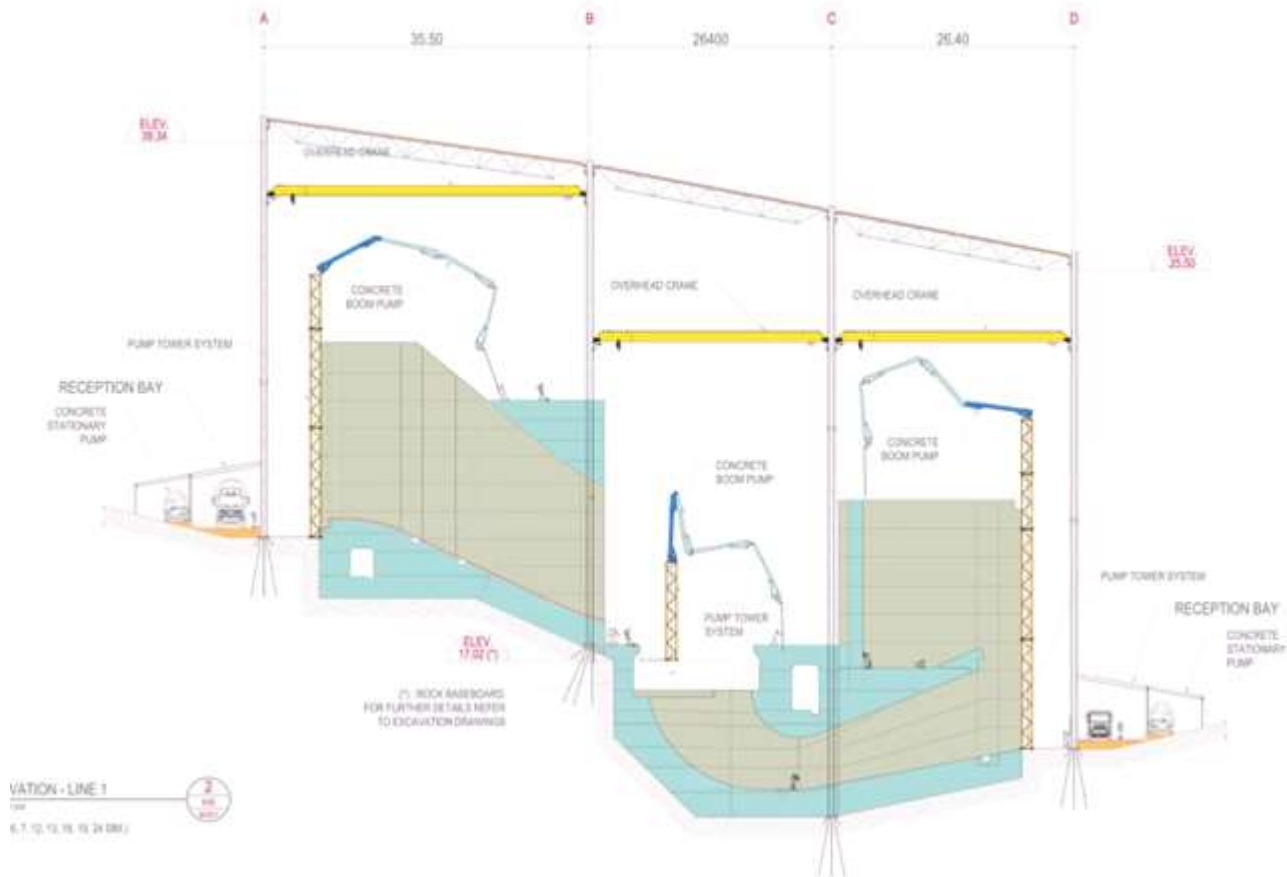 A
B
C
D
35.50
26400
26.40
ELEV.
39.34
OVERHEAD CRANE
ELEV.
35.50
CONCRETE
BOOM PUMP
OVERHEAD CRANE
OVERHEAD CRANE
PUMP TOWER SYSTEM
RECEPTION BAY
CONCRETE
STATIONARY
PUMP
CONCRETE
BOOM PUMP
CONCRETE
BOOM PUMP
PUMP TOWER
SYSTEM
PUMP TOWER SYSTEM
RECEPTION BAY
CONCRETE
STATIONARY
PUMP
ELEV.
17.02 (*)
(*) ROCK BASEBOARD.
FOR FURTHER DETAILS REFER
TO EXCAVATION DRAWINGS
VATION - LINE 1
2